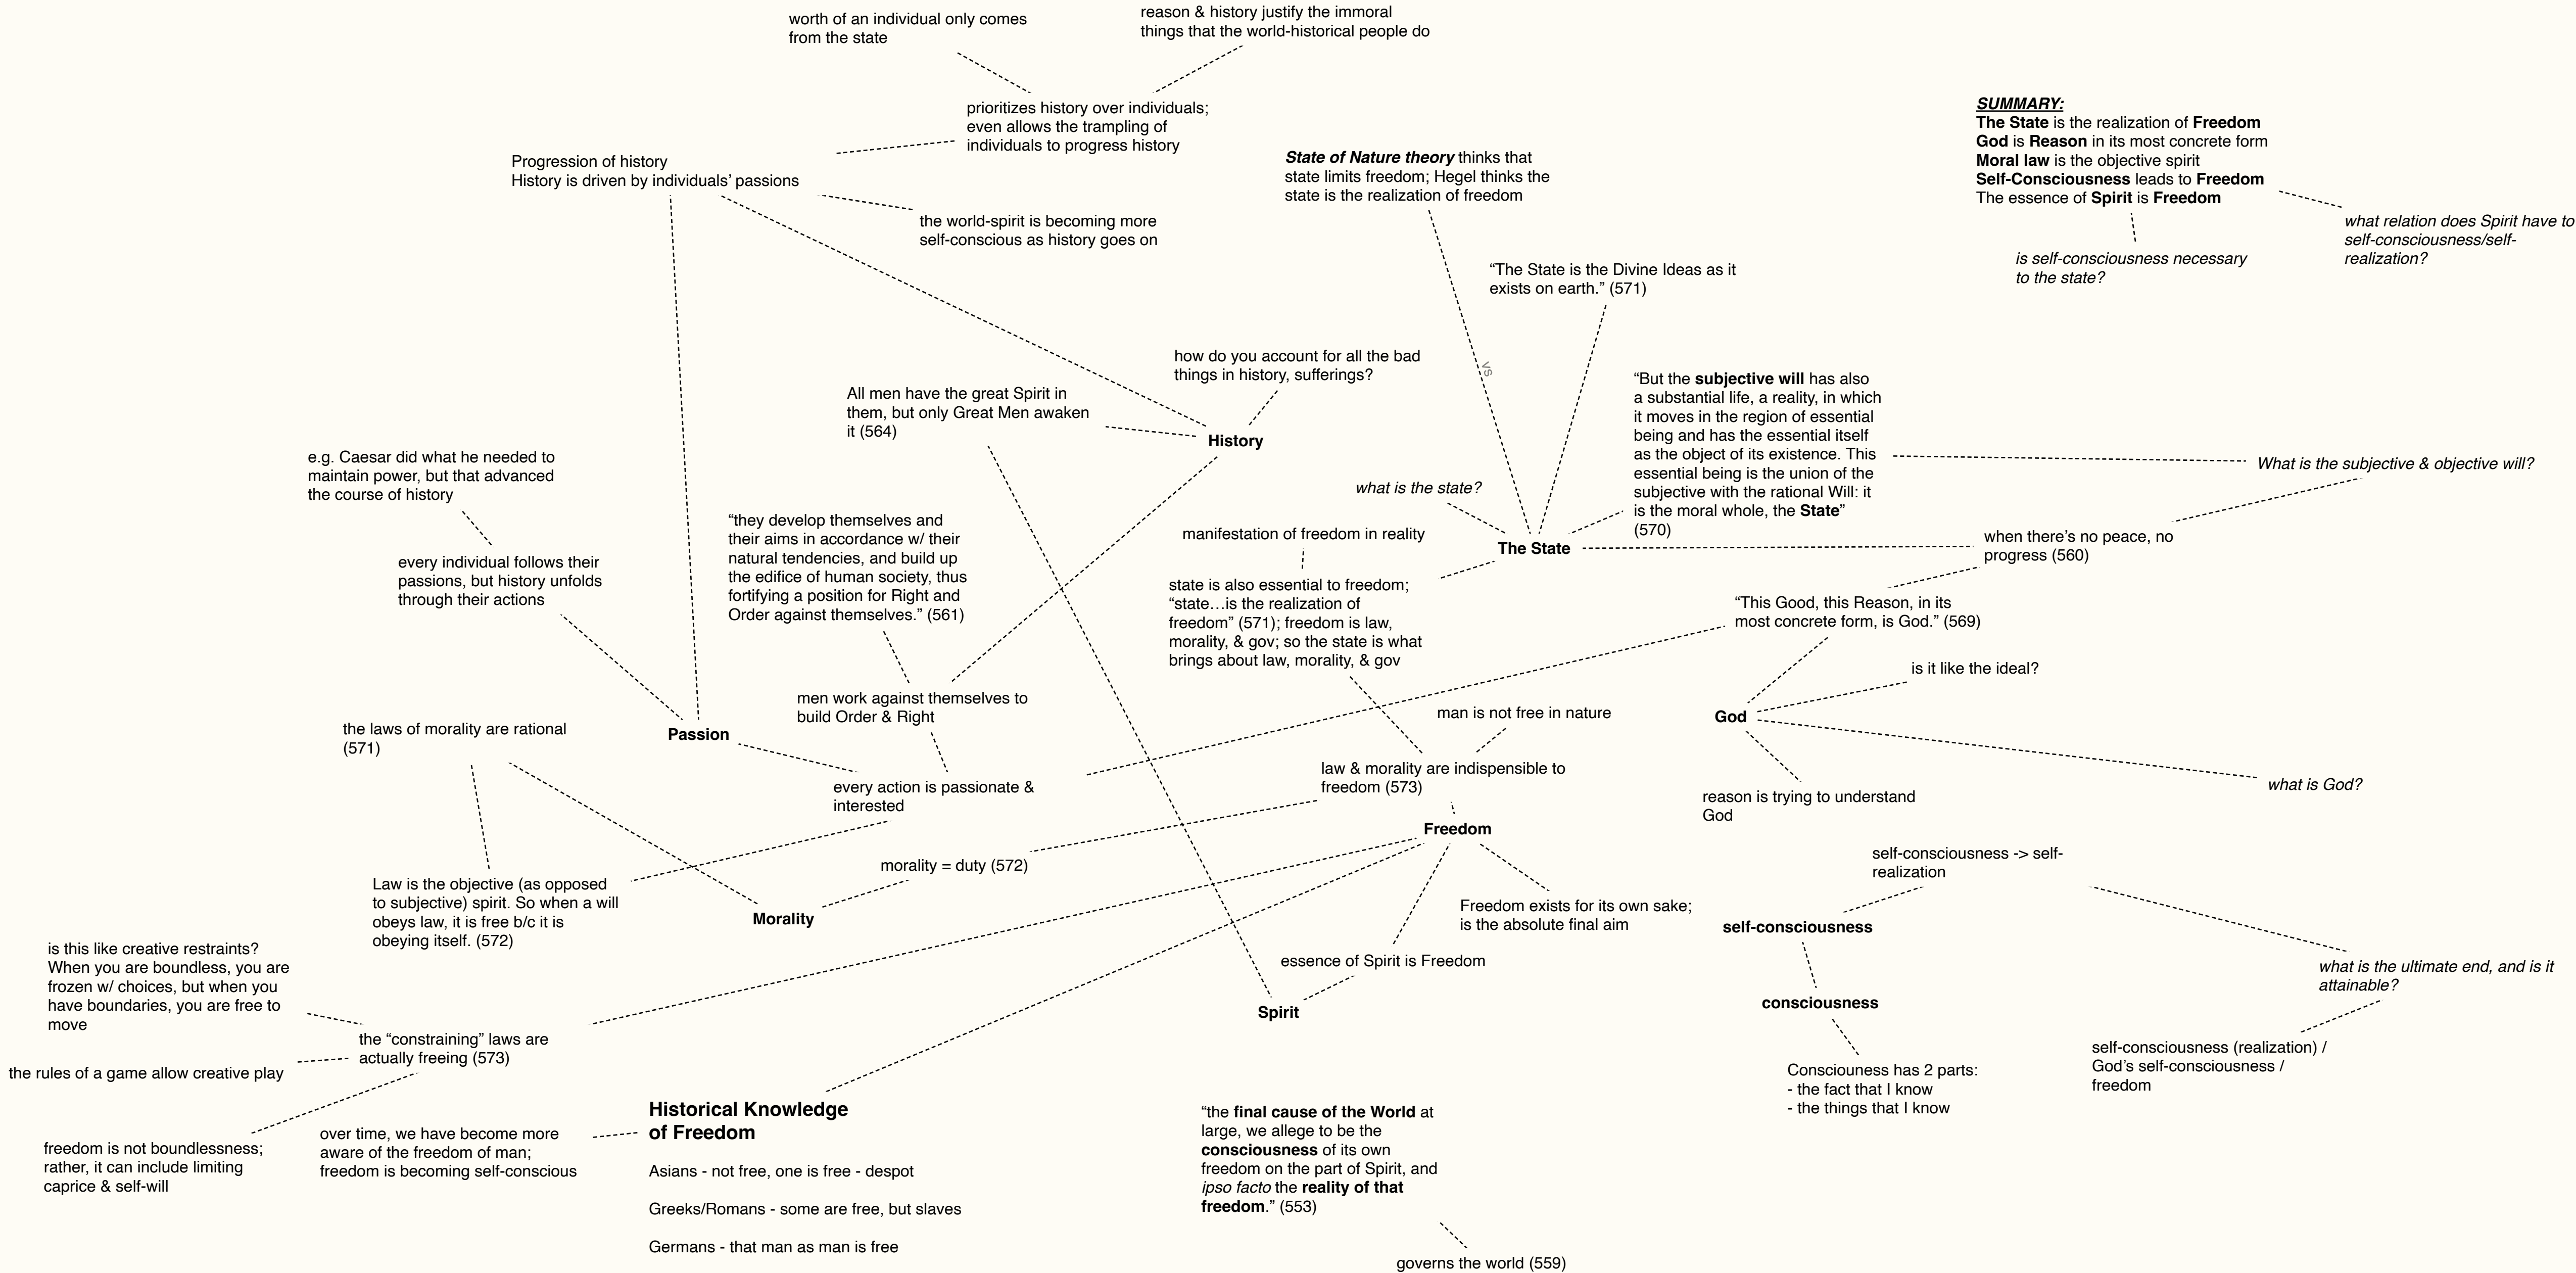 worth of an individual only comes
from the state
reason & history justify the immoral
things that the world-historical people do
prioritizes history over individuals;
even allows the trampling of
individuals to progress history
Progression of history
History is driven by individuals’ passions
the world-spirit is becoming more
self-conscious as history goes on
State of Nature theory thinks that
state limits freedom; Hegel thinks the
state is the realization of freedom
SUMMARY:
The State is the realization of Freedom
God is Reason in its most concrete form
Moral law is the objective spirit
Self-Consciousness leads to Freedom
The essence of Spirit is Freedom
what relation does Spirit have to
self-consciousness/self-
realization?
is self-consciousness necessary
to the state?
“The State is the Divine Ideas as it
exists on earth.” (571)
vs
how do you account for all the bad
things in history, sufferings?
All men have the great Spirit in
them, but only Great Men awaken
it (564)
History
“But the subjective will has also
a substantial life, a reality, in which
it moves in the region of essential
being and has the essential itself
as the object of its existence. This
essential being is the union of the
subjective with the rational Will: it
is the moral whole, the State”
(570)
What is the subjective & objective will?
e.g. Caesar did what he needed to
maintain power, but that advanced
the course of history
what is the state?
“they develop themselves and
their aims in accordance w/ their
natural tendencies, and build up
the edifice of human society, thus
fortifying a position for Right and
Order against themselves.” (561)
manifestation of freedom in reality
The State
when there’s no peace, no
progress (560)
every individual follows their
passions, but history unfolds
through their actions
state is also essential to freedom;
“state…is the realization of
freedom” (571); freedom is law,
morality, & gov; so the state is what
brings about law, morality, & gov
“This Good, this Reason, in its
most concrete form, is God.” (569)
is it like the ideal?
men work against themselves to
build Order & Right
man is not free in nature
God
the laws of morality are rational
(571)
Passion
every action is passionate &
interested
law & morality are indispensible to
freedom (573)
what is God?
reason is trying to understand
God
Freedom
morality = duty (572)
self-consciousness -> self-
realization
Law is the objective (as opposed
to subjective) spirit. So when a will
obeys law, it is free b/c it is
obeying itself. (572)
Morality
Freedom exists for its own sake;
is the absolute final aim
self-consciousness
is this like creative restraints?
When you are boundless, you are
frozen w/ choices, but when you
have boundaries, you are free to
move
essence of Spirit is Freedom
what is the ultimate end, and is it
attainable?
Spirit
consciousness
the “constraining” laws are
actually freeing (573)
the rules of a game allow creative play
self-consciousness (realization) /
God’s self-consciousness /
freedom
Consciouness has 2 parts:
- the fact that I know
- the things that I know
Historical Knowledge
of Freedom
Asians - not free, one is free - despot
Greeks/Romans - some are free, but slaves
Germans - that man as man is free
over time, we have become more
aware of the freedom of man;
freedom is becoming self-conscious
freedom is not boundlessness;
rather, it can include limiting
caprice & self-will
“the final cause of the World at
large, we allege to be the
consciousness of its own
freedom on the part of Spirit, and
ipso facto the reality of that
freedom.” (553)
governs the world (559)